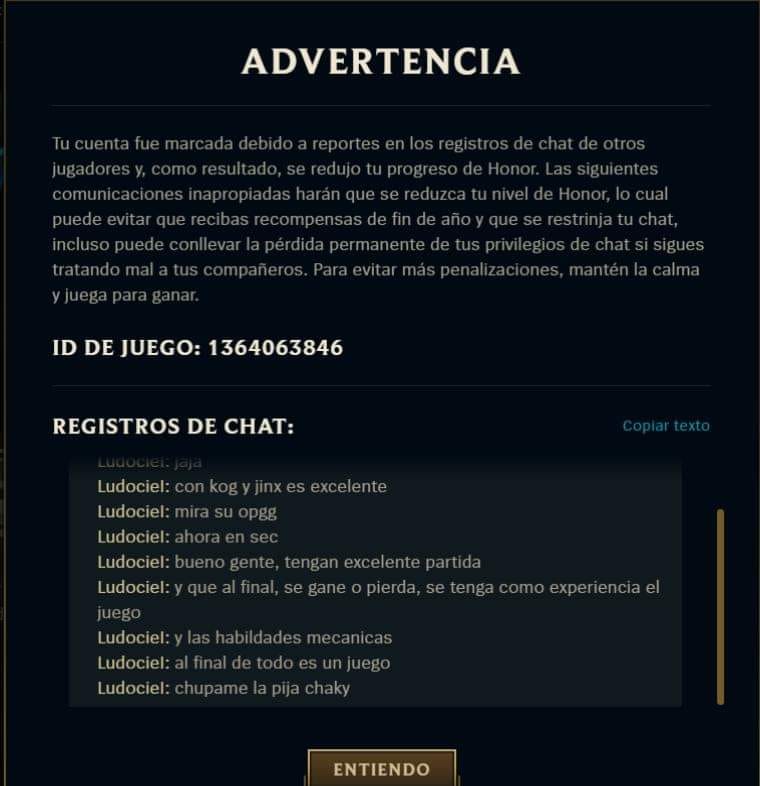 ADVERTENCIA
Tu cuenta fue marcada debido a reportes en los registros de chat de otros
jugadores y, como resultado, se redujo tu progreso de Honor. Las siguientes
comunicaciones inapropiadas harán que se reduzca tu nivel de Honor, lo cual
puede evitar que recibas recompensas de fin de año y que se restrinja tu chat,
incluso puede conllevar la pérdida permanente de tus privilegios de chat si sigues
tratando mal a tus compañeros. Para evitar más penalizaciones, mantén la calma
y juega para ganar.
ID DE JUEGO: 1364063846
REGISTROS DE CHAT:
Copiar texto
Ludociel: jaja
Ludociel: con kog y jinx es excelente
Ludociel: mira su opgg
Ludociel: ahora en sec
Ludociel: bueno gente, tengan excelente partida
Ludociel: y que al final, se gane o pierda, se tenga como experiencia el
juego
Ludociel: y las habildades mecanicas
Ludociel: al final de todo es un juego
Ludociel: chupame la pija chaky
ENTIENDO